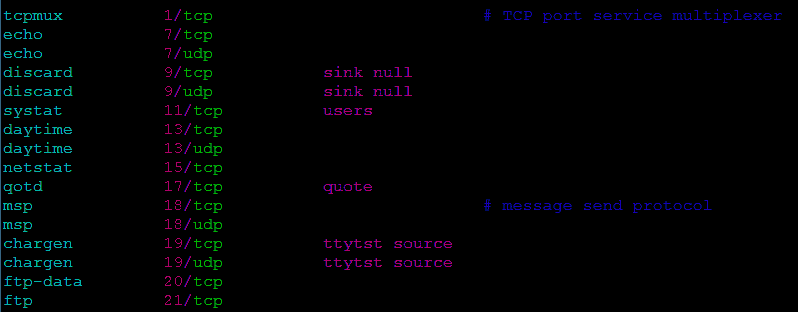 tcpmux 1/tcp # TCP port service multiplexer
echo 7/tcp
echo 7/udp
discard 9/tcp sink null
discard 9/udp sink null
systat 11/tcp users
daytime 13/tcp
daytime 13/udp
netstat 15/tcp
qotd 17/tcp quote
msp 18/tcp # message send protocol
msp 18/udp
chargen 19/tcp ttytst source
chargen 19/udp ttytst source
ftp-data 20/tcp
ftp 21/tcp